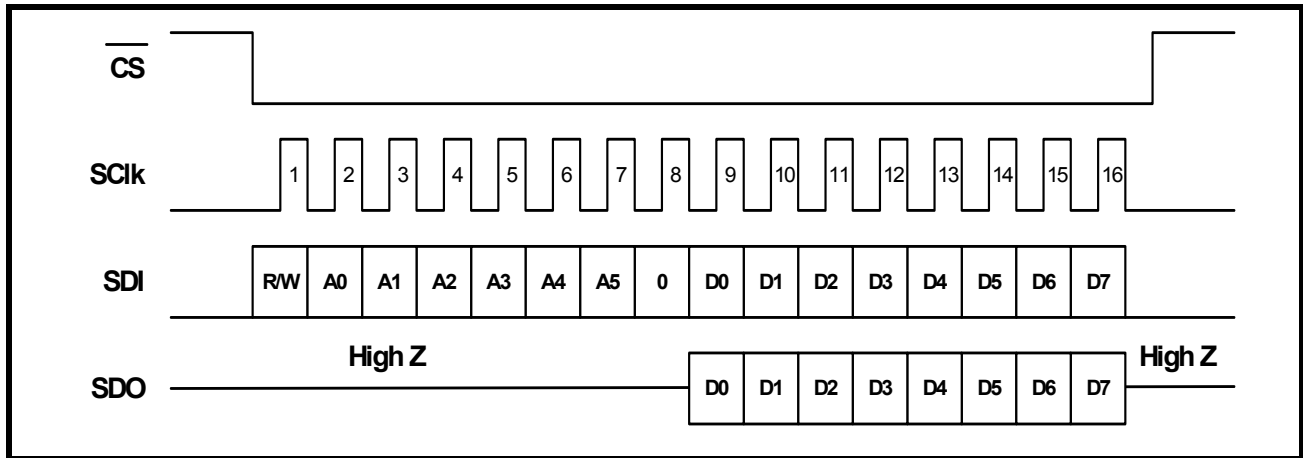 CS
SClk 1 2 3 4 5 6 7 8 9 10 11 12 13 14 15 16
SDI R/W A0 A1 A2 A3 A4 A5 0 D0 D1 D2 D3 D4 D5 D6 D7
High Z High Z
SDO D0 D1 D2 D3 D4 D5 D6 D7